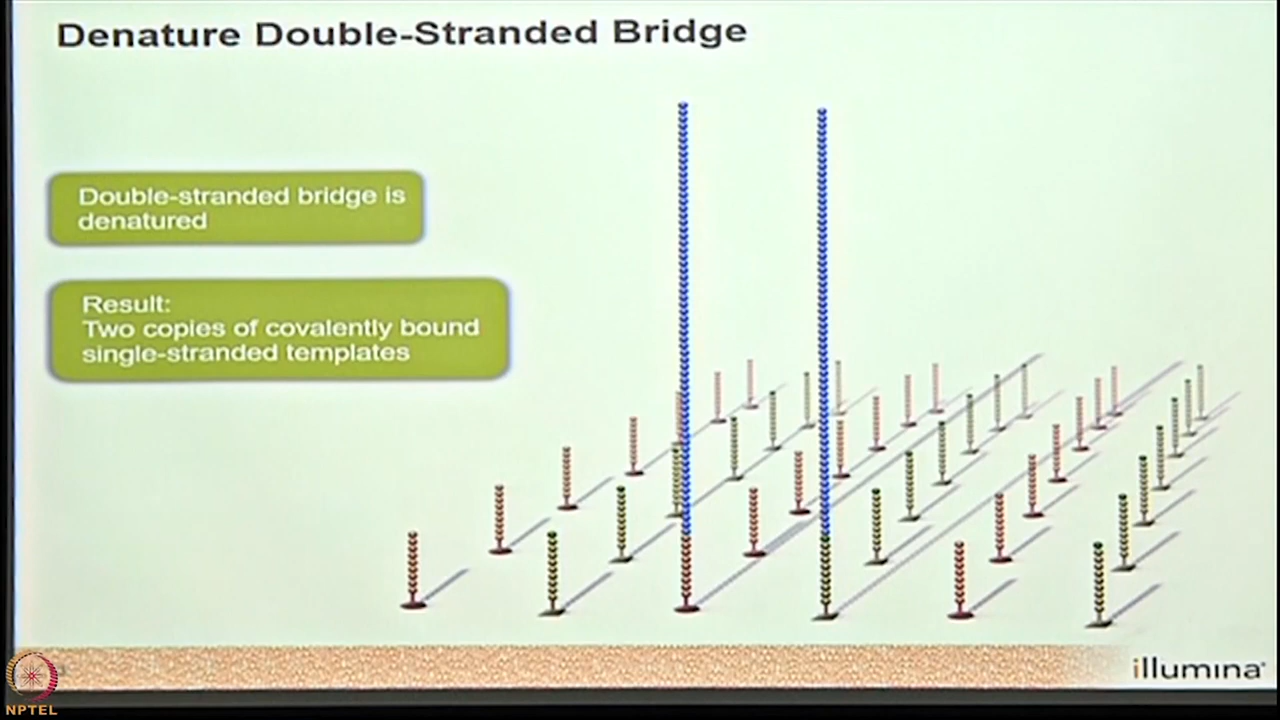 Denature Double-Stranded Bridge
Double-stranded bridge is
denatured
Result:
Two copies of covalently bound
single-stranded templates
illumina
NPTEL